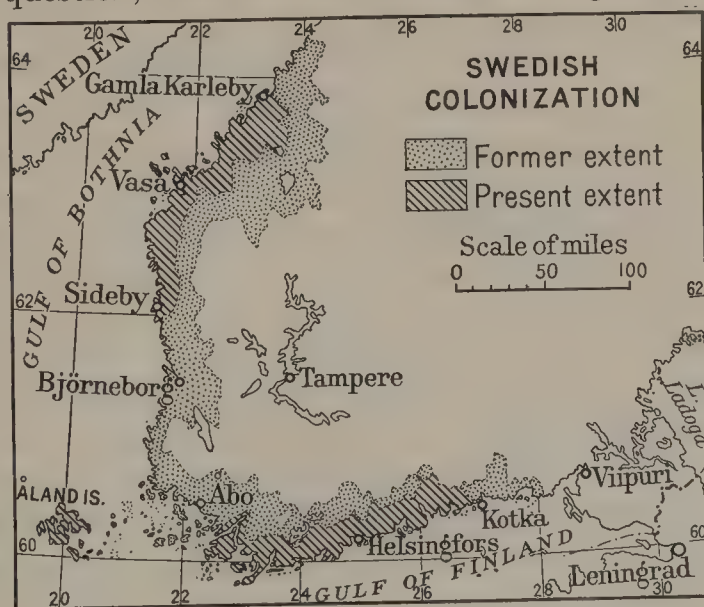 20 22 24 26 28 30
64 64
SWEDEN
Gamla Karleby
SWEDISH
COLONIZATION
Former extent
Present extent
Scale of miles
0 50 100
GULF OF BOTHNIA
Vasa
Sideby
62 62
Björnebor
Tampere
L. Ladoga
ÅLAND IS.
Åbo
Viipuri
Kotka
Helsingfors
60 60
GULF OF FINLAND
Leningrad
20 22 24 26 28 30